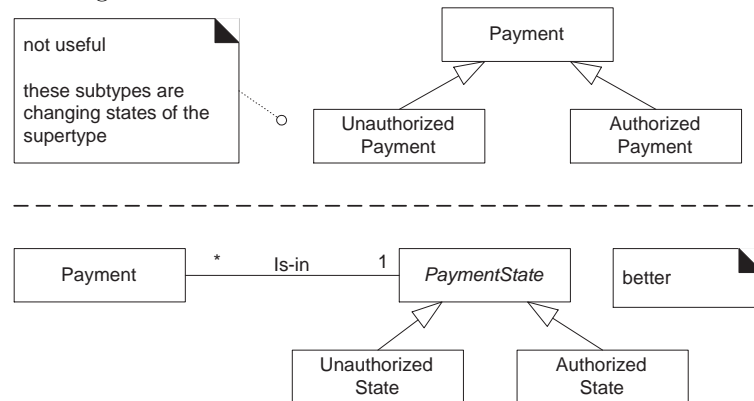 not useful
these subtypes are
changing states of the
supertype
Payment
Unauthorized
Payment
Authorized
Payment
Payment
*
Is-in
1
PaymentState
better
Unauthorized
State
Authorized
State